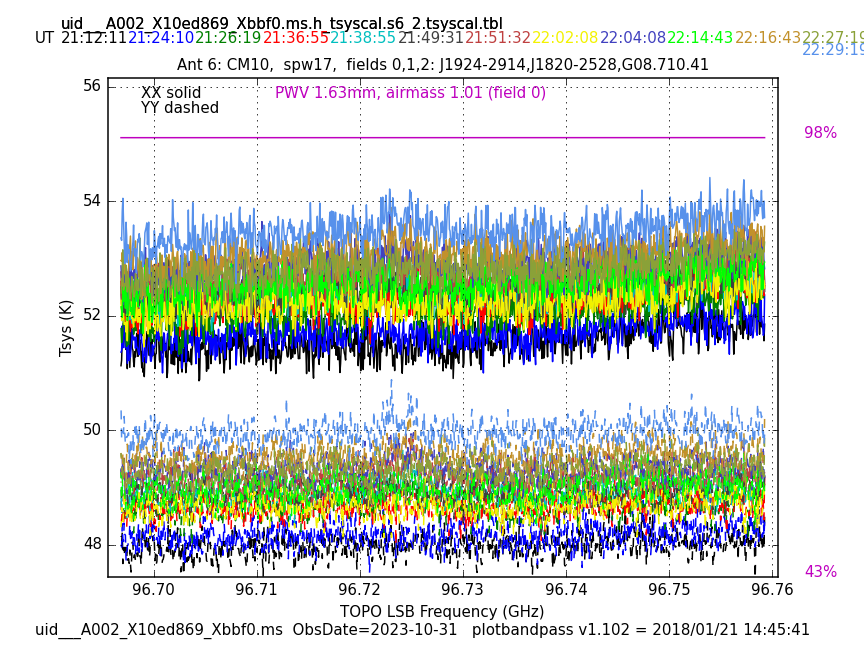 uid___A002_X10ed869_Xbbf0.ms.h_tsyscal.s6_2.tsyscal.tbl
UT 21:12:11 21:24:10 21:26:19 21:36:55 21:38:55 21:49:31 21:51:32 22:02:08 22:04:08 22:14:43 22:16:43 22:27:19
22:29:19
Ant 6: CM10,  spw17,  fields 0,1,2: J1924-2914,J1820-2528,G08.710.41
XX solid
YY dashed
PWV 1.63mm, airmass 1.01 (field 0)
98%
43%
56
54
52
50
48
Tsys (K)
96.70 96.71 96.72 96.73 96.74 96.75 96.76
TOPO LSB Frequency (GHz)
uid___A002_X10ed869_Xbbf0.ms  ObsDate=2023-10-31   plotbandpass v1.102 = 2018/01/21 14:45:41